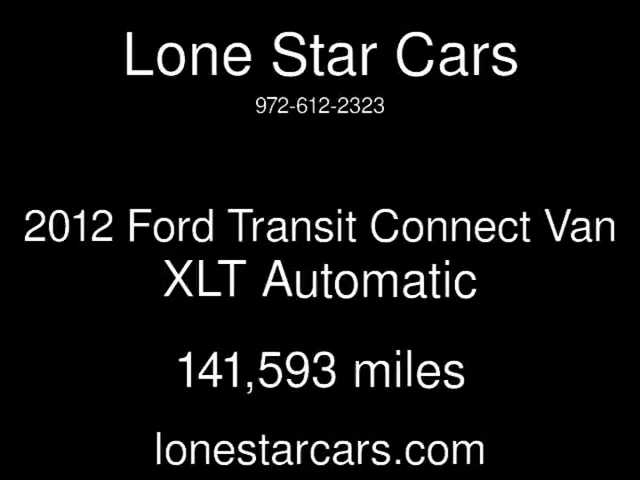 Lone Star Cars
972-612-2323
2012 Ford Transit Connect Van
XLT Automatic
141,593 miles
lonestarcars.com